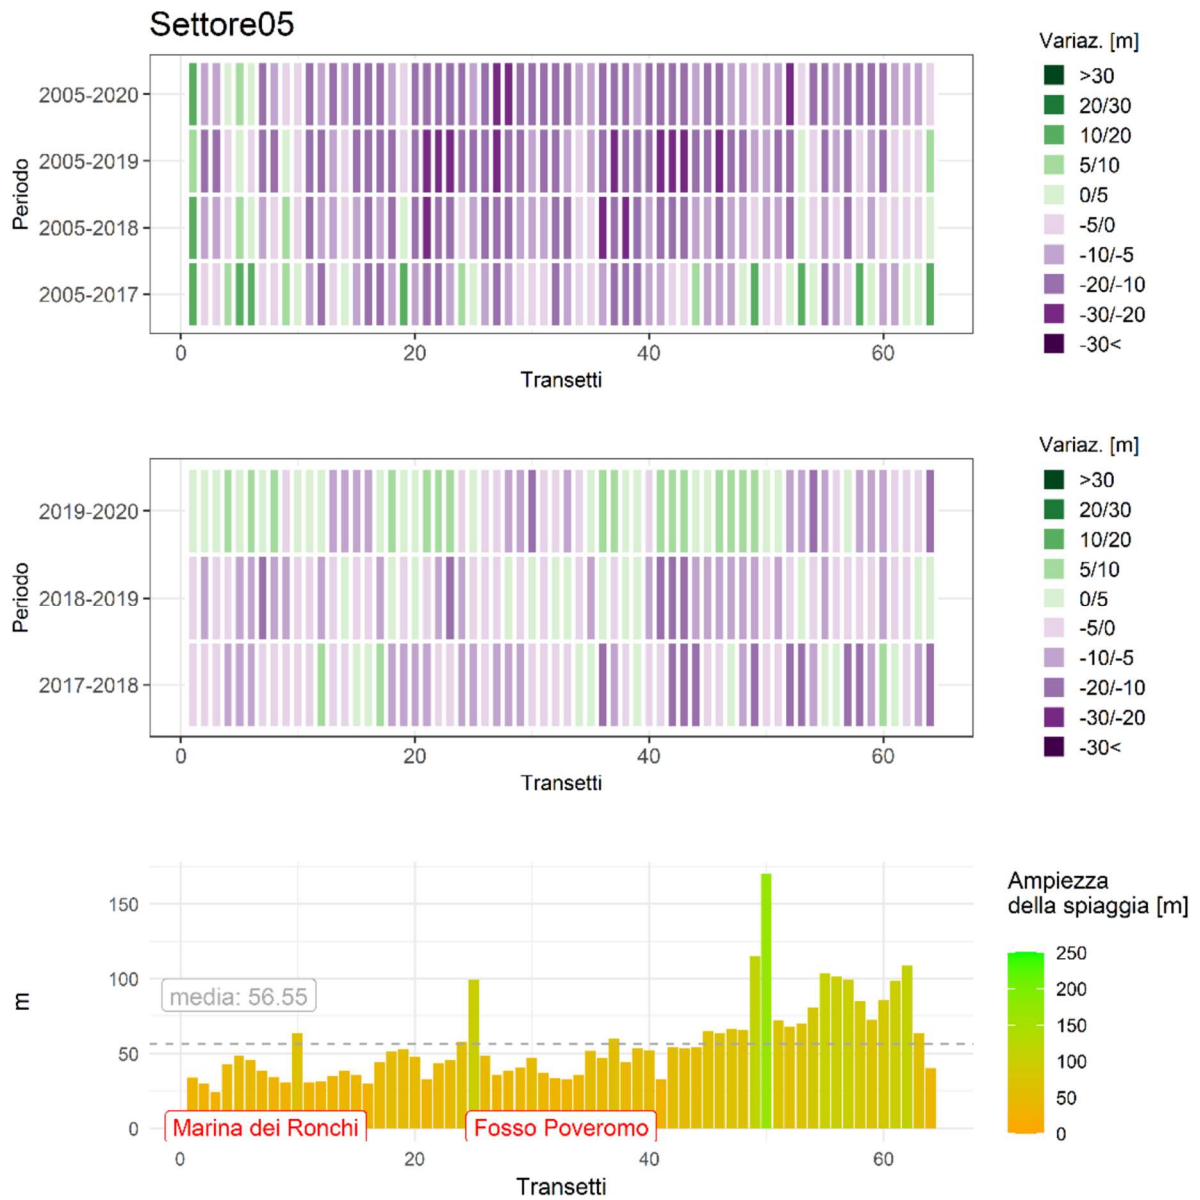 Settore05
Variaz. [m]
>30
20/30
10/20
5/10
0/5
-5/0
-10/-5
-20/-10
-30/-20
-30<
Periodo
2005-2020
2005-2019
2005-2018
2005-2017
0 20 40 60
Transetti
Variaz. [m]
>30
20/30
10/20
5/10
0/5
-5/0
-10/-5
-20/-10
-30/-20
-30<
Periodo
2019-2020
2018-2019
2017-2018
0 20 40 60
Transetti
Ampiezza
della spiaggia [m]
250
200
150
100
50
0
m
150
100
50
0
media: 56.55
Marina dei Ronchi
Fosso Poveromo
0 20 40 60
Transetti